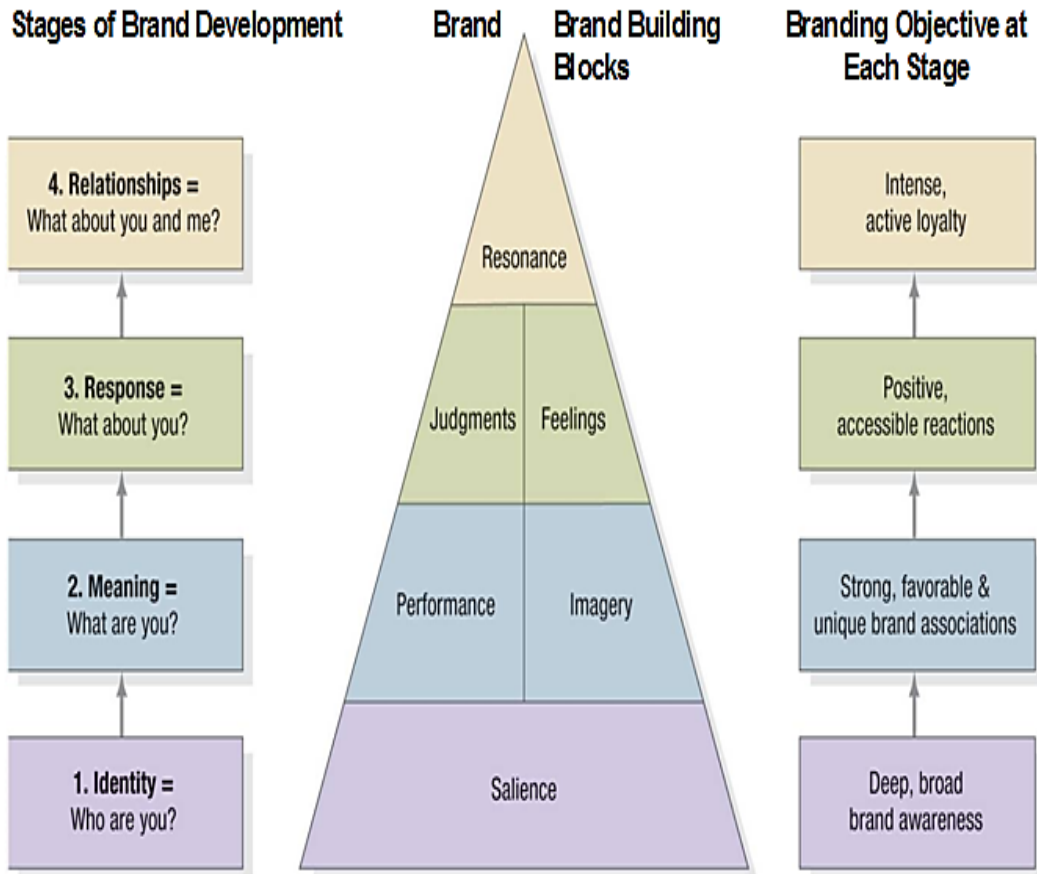 Stages of Brand Development
Brand
Brand Building
Blocks
Branding Objective at
Each Stage
4. Relationships =
What about you and me?
Resonance
Intense,
active loyalty
3. Response =
What about you?
Judgments
Feelings
Positive,
accessible reactions
2. Meaning =
What are you?
Performance
Imagery
Strong, favorable &
unique brand associations
1. Identity =
Who are you?
Salience
Deep, broad
brand awareness